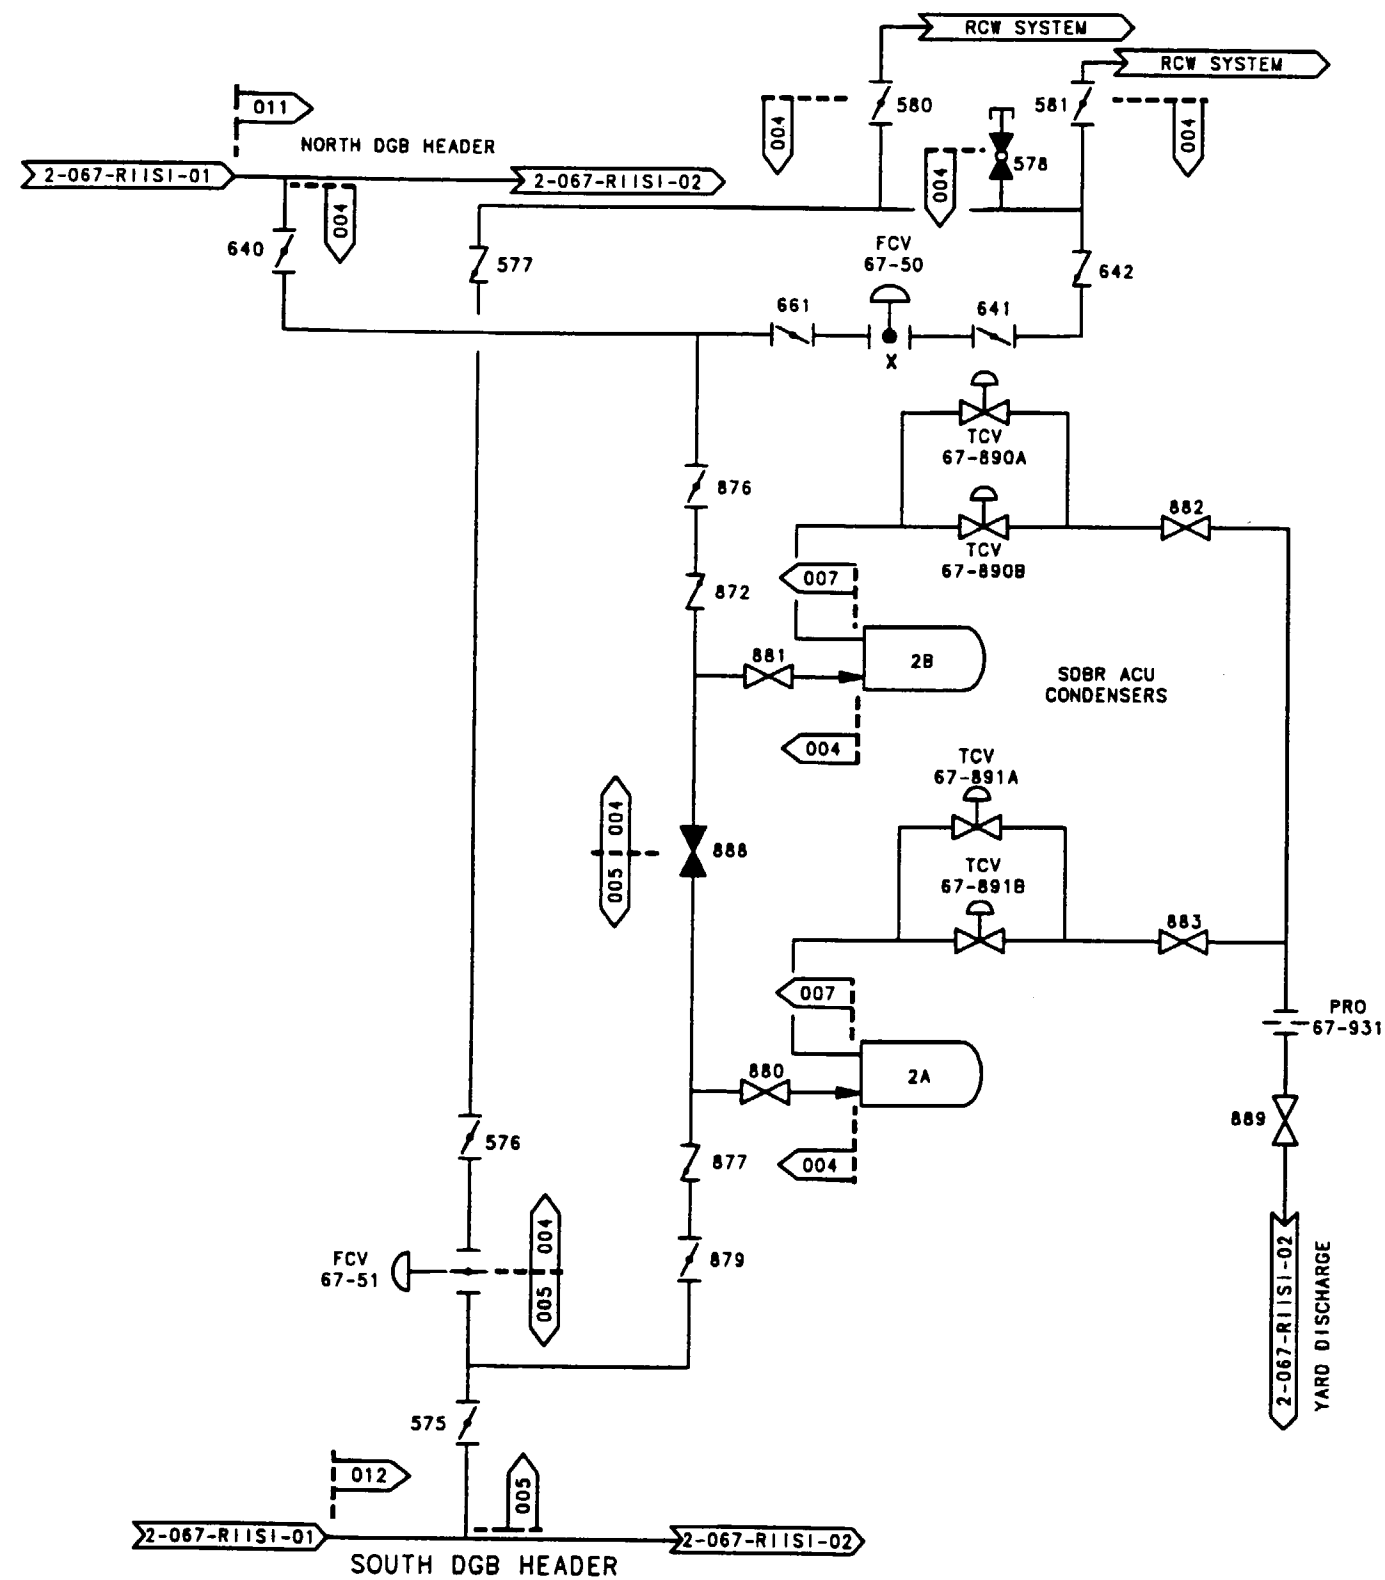 RCW SYSTEM
RCW SYSTEM
011
580
581
004
004
NORTH DGB HEADER
578
2-067-R11S1-01
2-067-R11S1-02
004
004
640
577
FCV
67-50
642
661
641
X
TCV
67-890A
876
882
TCV
67-890B
007
872
881
2B
SDBR ACU
CONDENSERS
004
TCV
67-891A
004
005
888
TCV
67-891B
883
007
PRO
67-931
880
2A
889
576
877
004
FCV
67-51
004
005
879
2-067-R11S1-02
YARD DISCHARGE
575
012
005
2-067-R11S1-01
2-067-R11S1-02
SOUTH DGB HEADER